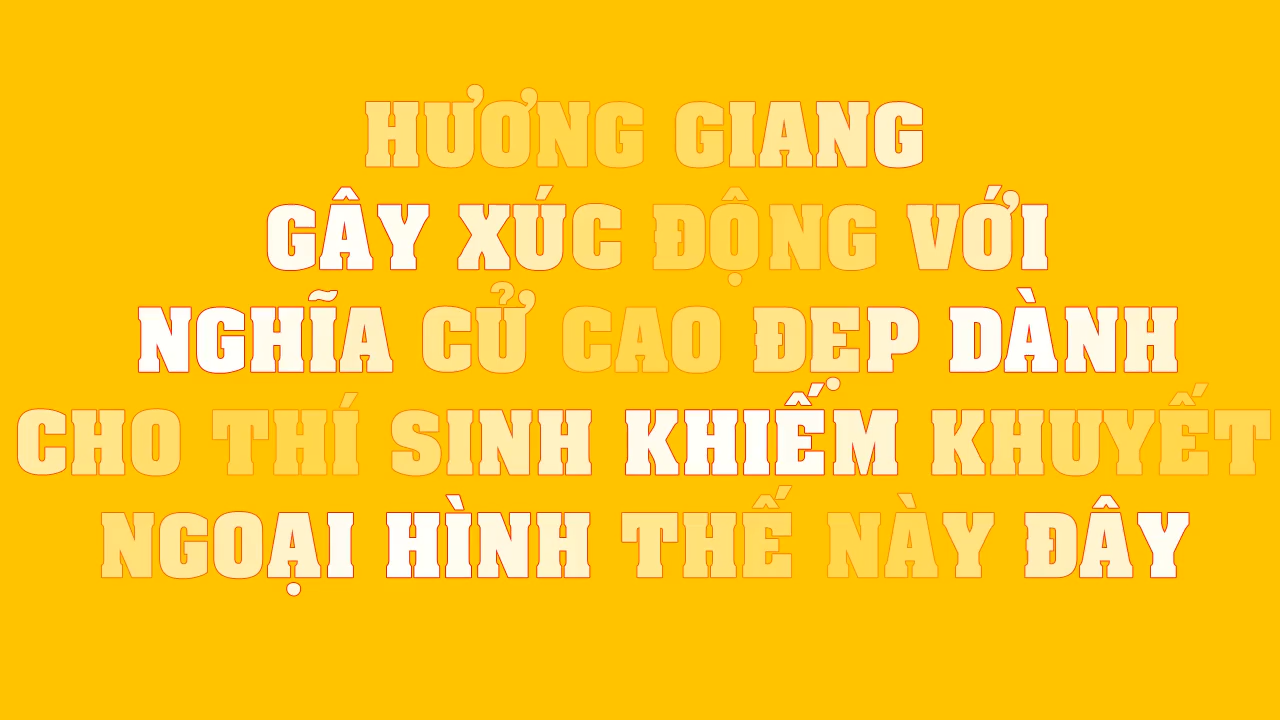 HƯƠNG GIANG
GÂY XÚC ĐỘNG VỚI
NGHĨA CỬ CAO ĐẸP DÀNH
CHO THÍ SINH KHIẾM KHUYẾT
NGOẠI HÌNH THẾ NÀY ĐÂY